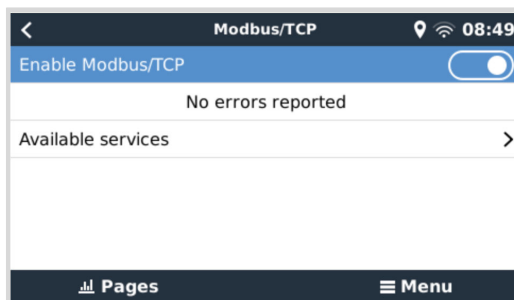 Modbus/TCP 08:49
Enable Modbus/TCP
No errors reported
Available services
Pages Menu